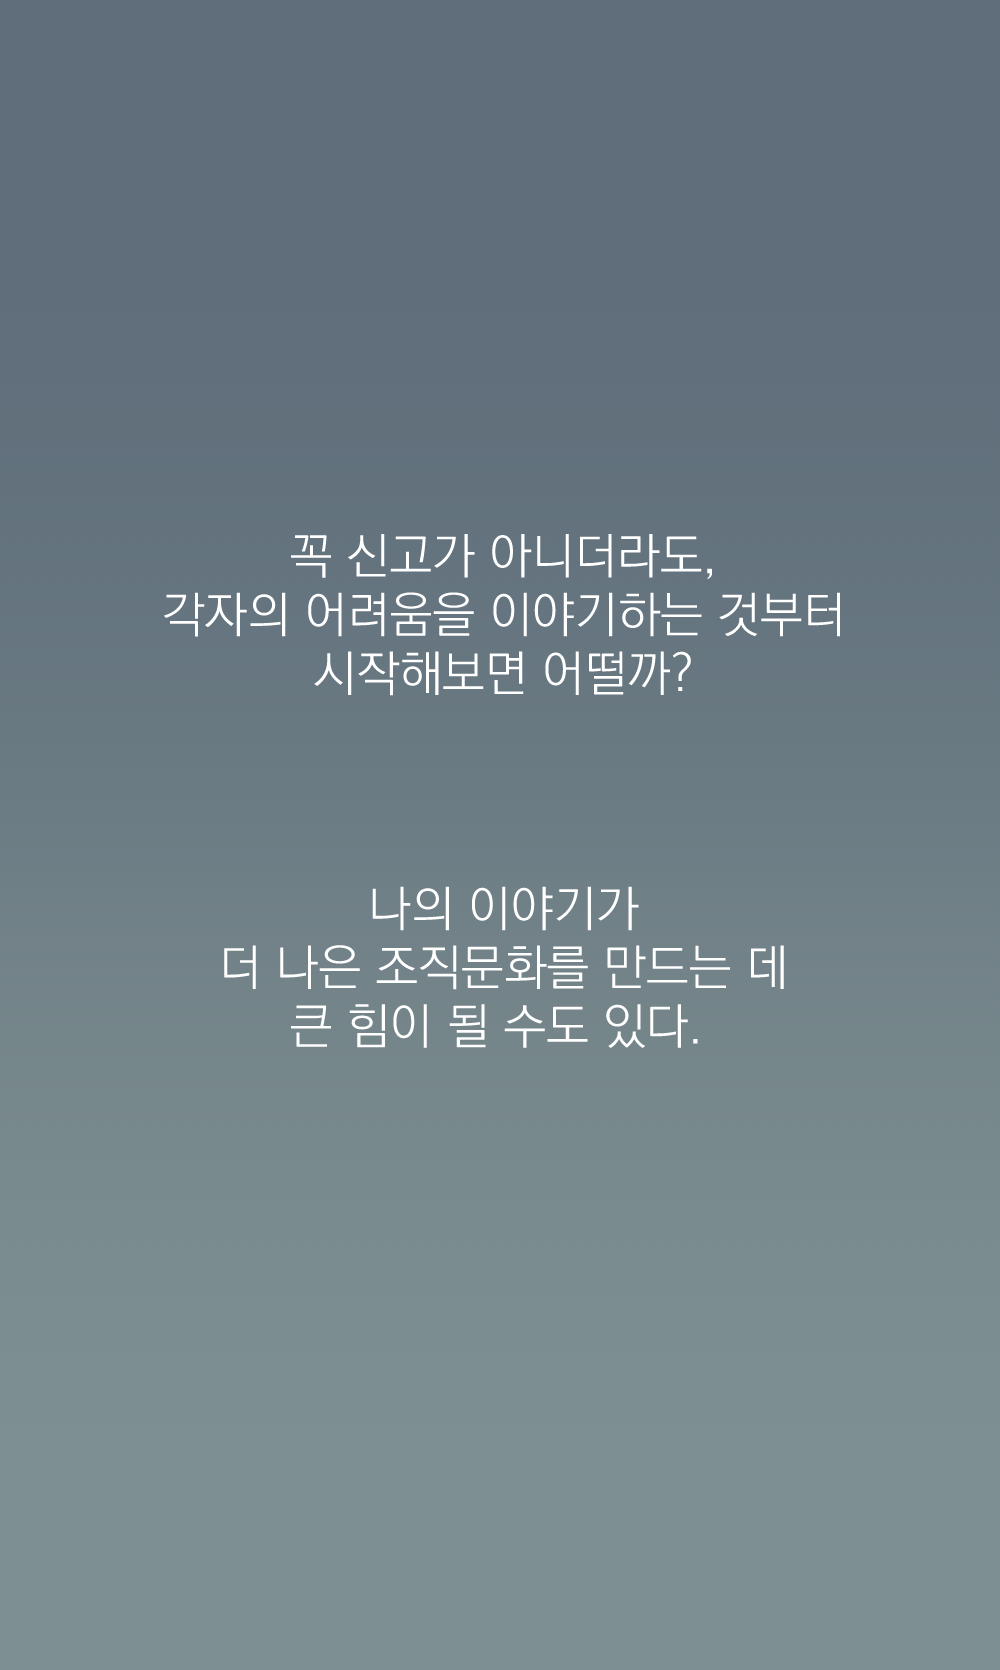 꼭 신고가 아니더라도,
각자의 어려움을 이야기하는 것부터
시작해보면 어떨까?
나의 이야기가
더 나은 조직문화를 만드는 데
큰 힘이 될 수도 있다.